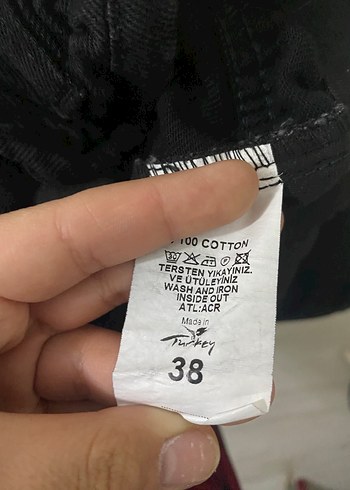 100 COTTON
TERSTEN YIKAYINIZ.
VE ÜTÜLEYİNİZ
WASH AND IRON
INSIDE OUT
ATL:ACR
Made in
Turkey
38